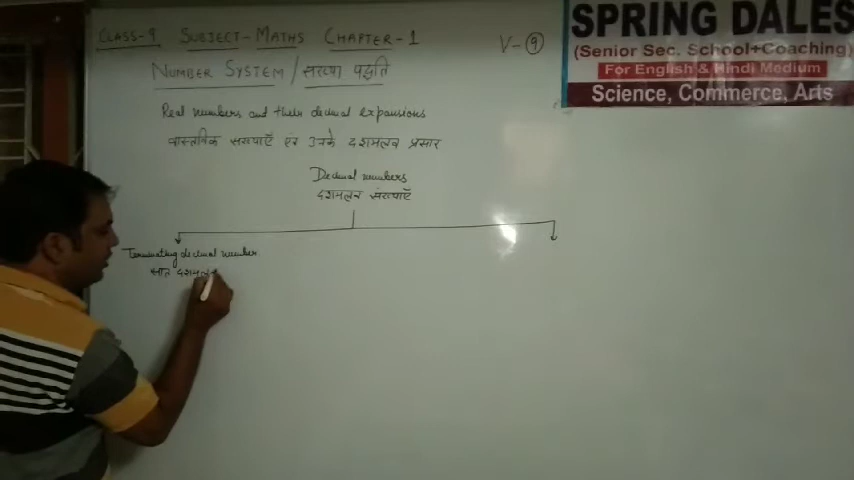 CLASS-9 SUBJECT-MATHS CHAPTER-1
V-9
NUMBER SYSTEM / संख्या पद्धति
Real numbers and their decimal expansions
वास्तविक संख्याएँ एवं उनके दशमलव प्रसार
Decimal numbers
दशमलव संख्याएँ
Terminating decimal number
सांत दशमलव
SPRING DALES
(Senior Sec. School+Coaching)
For English & Hindi Medium
Science, Commerce, Arts